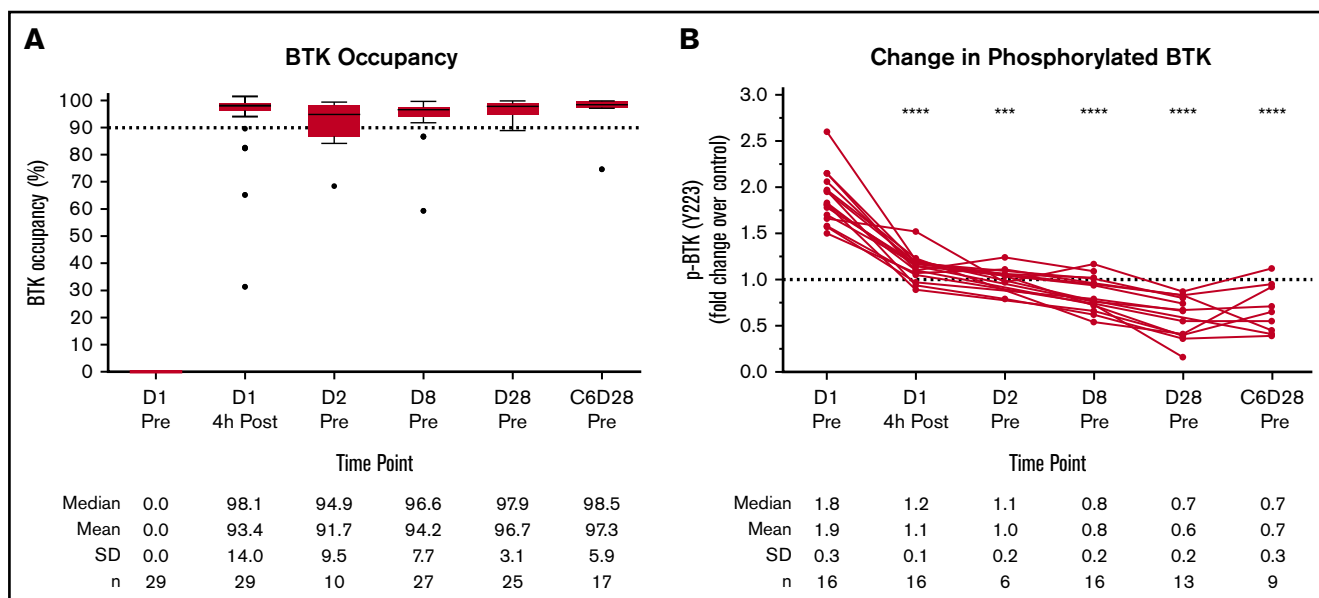 A
BTK Occupancy
BTK occupancy (%)
100
90
80
70
60
50
40
30
20
10
0
D1 D1 D2 D8 D28 C6D28
Pre 4h Post Pre Pre Pre Pre
Time Point
Median 0.0 98.1 94.9 96.6 97.9 98.5
Mean 0.0 93.4 91.7 94.2 96.7 97.3
SD 0.0 14.0 9.5 7.7 3.1 5.9
n 29 29 10 27 25 17
B
Change in Phosphorylated BTK
p-BTK (Y223)
(fold change over control)
3.0
2.5
2.0
1.5
1.0
0.5
0.0
**** *** **** **** ****
D1 D1 D2 D8 D28 C6D28
Pre 4h Post Pre Pre Pre Pre
Time Point
Median 1.8 1.2 1.1 0.8 0.7 0.7
Mean 1.9 1.1 1.0 0.8 0.6 0.7
SD 0.3 0.1 0.2 0.2 0.2 0.3
n 16 16 6 16 13 9